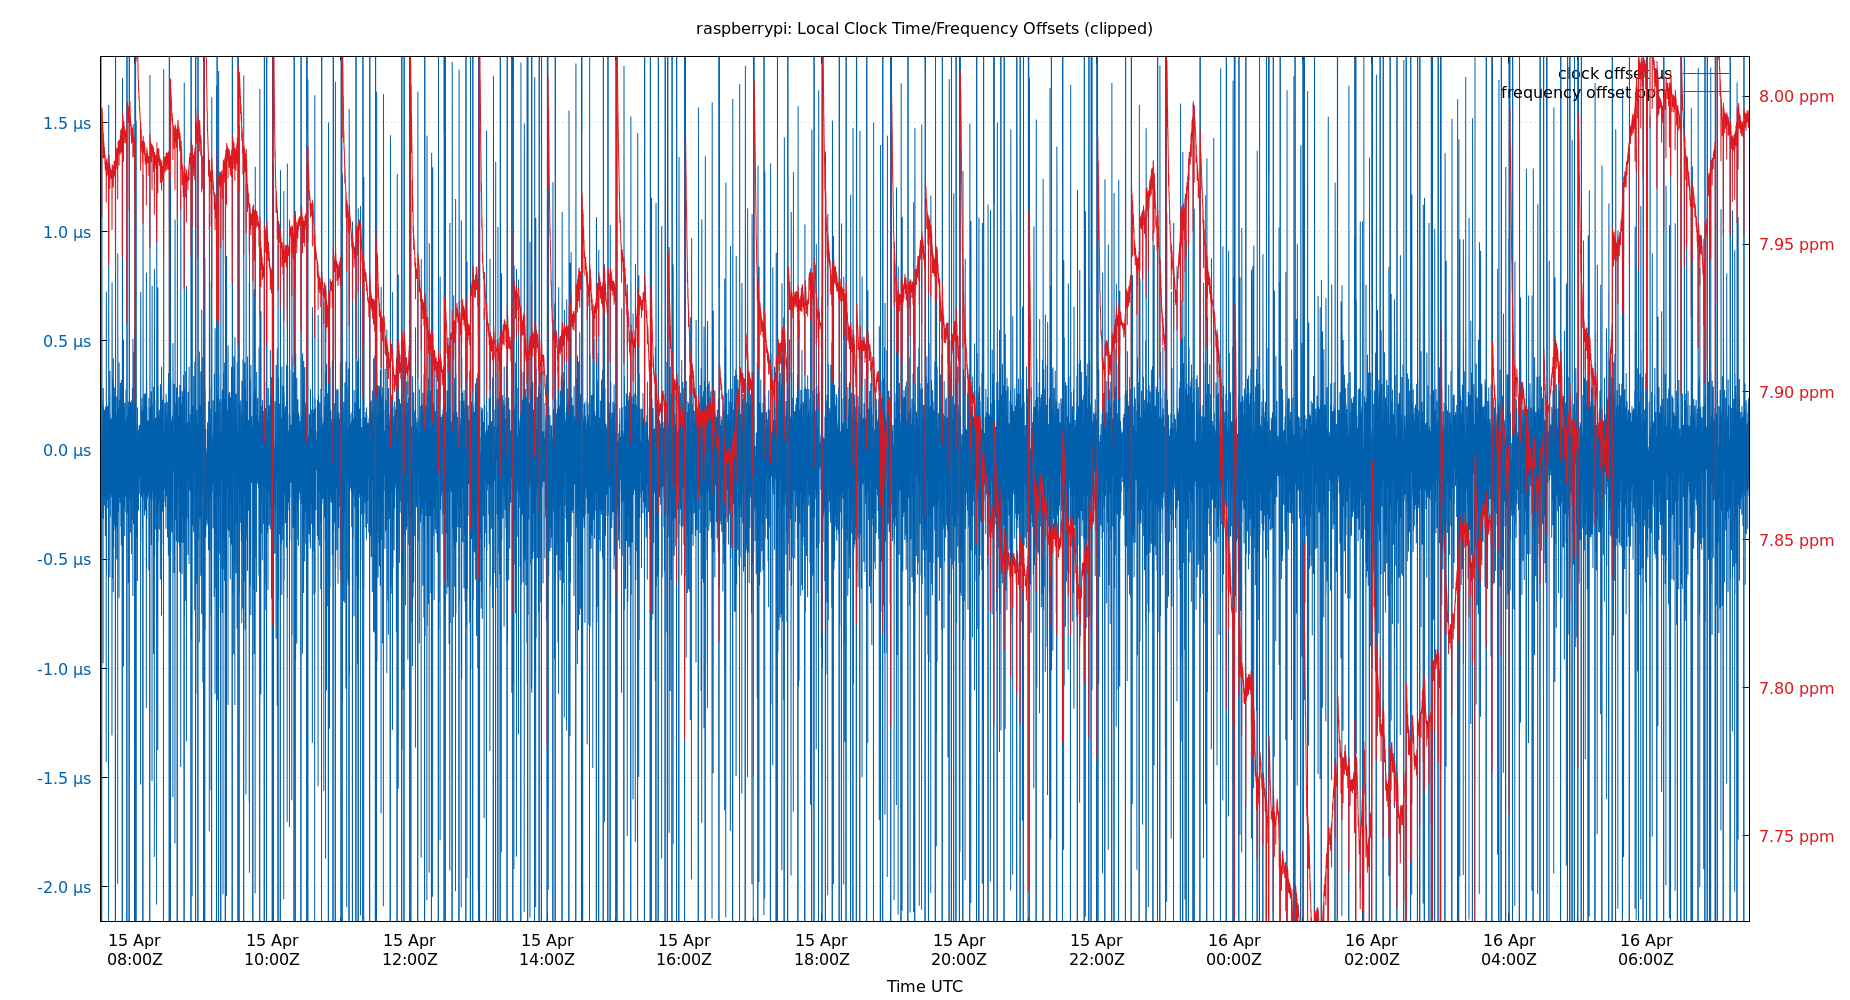 raspberrypi: Local Clock Time/Frequency Offsets (clipped)
clock offset us
frequency offset ppm
1.5 µs
1.0 µs
0.5 µs
0.0 µs
-0.5 µs
-1.0 µs
-1.5 µs
-2.0 µs
8.00 ppm
7.95 ppm
7.90 ppm
7.85 ppm
7.80 ppm
7.75 ppm
15 Apr 15 Apr 15 Apr 15 Apr 15 Apr 15 Apr 15 Apr 15 Apr 16 Apr 16 Apr 16 Apr 16 Apr
08:00Z 10:00Z 12:00Z 14:00Z 16:00Z 18:00Z 20:00Z 22:00Z 00:00Z 02:00Z 04:00Z 06:00Z
Time UTC